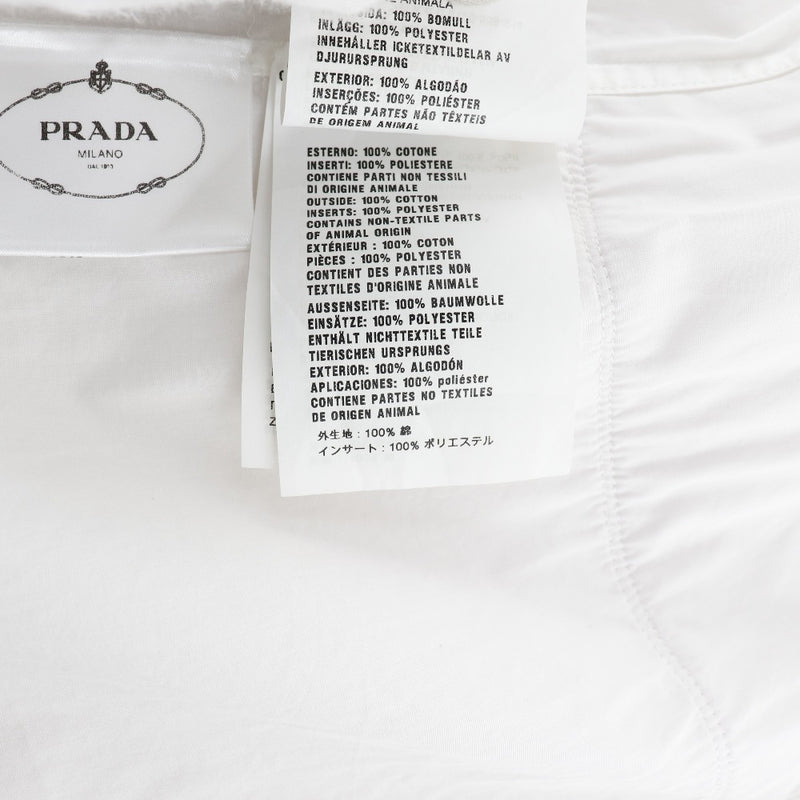 PRADA
MILANO
DAL 1913
ANIMALA
100% BOMULL
INLÄGG: 100% POLYESTER
INNEHÅLLER ICKETEXTILDELAR AV
DJURURSPRUNG
EXTERIOR: 100% ALGODÃO
INSERÇÕES: 100% POLIÉSTER
CONTÉM PARTES NÃO TÊXTEIS
DE ORIGEM ANIMAL
ESTERNO: 100% COTONE
INSERTI: 100% POLIESTERE
CONTIENE PARTI NON TESSILI
DI ORIGINE ANIMALE
OUTSIDE: 100% COTTON
INSERTS: 100% POLYESTER
CONTAINS NON-TEXTILE PARTS
OF ANIMAL ORIGIN
EXTÉRIEUR : 100% COTON
PIÈCES : 100% POLYESTER
CONTIENT DES PARTIES NON
TEXTILES D'ORIGINE ANIMALE
AUSSENSEITE: 100% BAUMWOLLE
EINSÄTZE: 100% POLYESTER
ENTHÄLT NICHTTEXTILE TEILE
TIERISCHEN URSPRUNGS
EXTERIOR: 100% ALGODÓN
APLICACIONES: 100% poliéster
CONTIENE PARTES NO TEXTILES
DE ORIGEN ANIMAL
外生地：100% 綿
インサート：100% ポリエステル